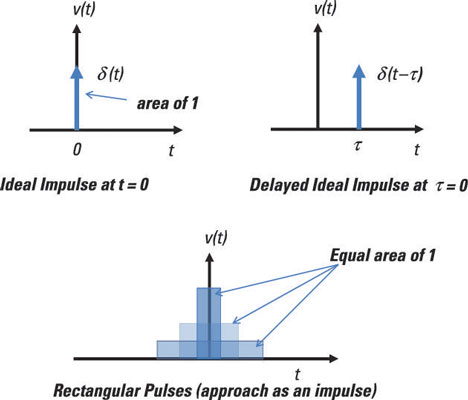 v(t)
δ(t)
area of 1
0
t
Ideal Impulse at t = 0
v(t)
δ(t−τ)
τ
t
Delayed Ideal Impulse at τ = 0
v(t)
Equal area of 1
t
Rectangular Pulses (approach as an impulse)